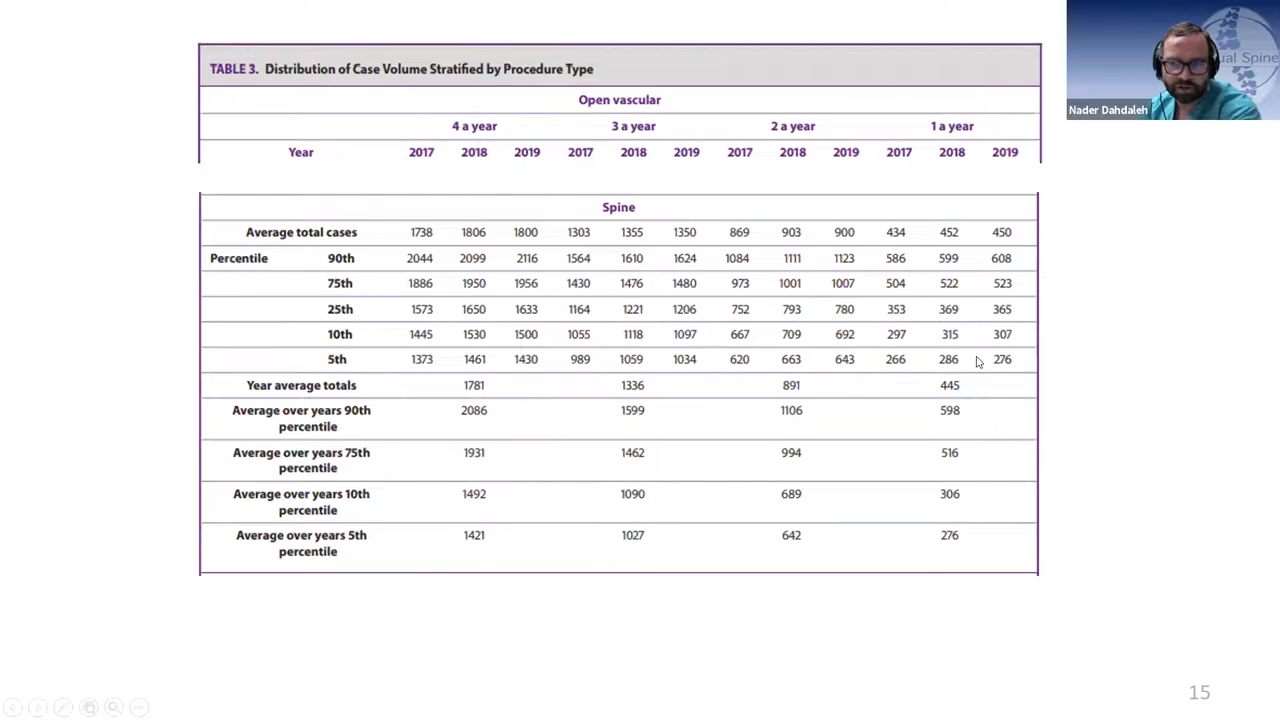 TABLE 3. Distribution of Case Volume Stratified by Procedure Type
Open vascular
4 a year 3 a year 2 a year 1 a year
Year 2017 2018 2019 2017 2018 2019 2017 2018 2019 2017 2018 2019
Spine
Average total cases 1738 1806 1800 1303 1355 1350 869 903 900 434 452 450
Percentile 90th 2044 2099 2116 1564 1610 1624 1084 1111 1123 586 599 608
75th 1886 1950 1956 1430 1476 1480 973 1001 1007 504 522 523
25th 1573 1650 1633 1164 1221 1206 752 793 780 353 369 365
10th 1445 1530 1500 1055 1118 1097 667 709 692 297 315 307
5th 1373 1461 1430 989 1059 1034 620 663 643 266 286 276
Year average totals 1781 1336 891 445
Average over years 90th 2086 1599 1106 598
percentile
Average over years 75th 1931 1462 994 516
percentile
Average over years 10th 1492 1090 689 306
percentile
Average over years 5th 1421 1027 642 276
percentile
ual Spine
Nader Dahdaleh
15